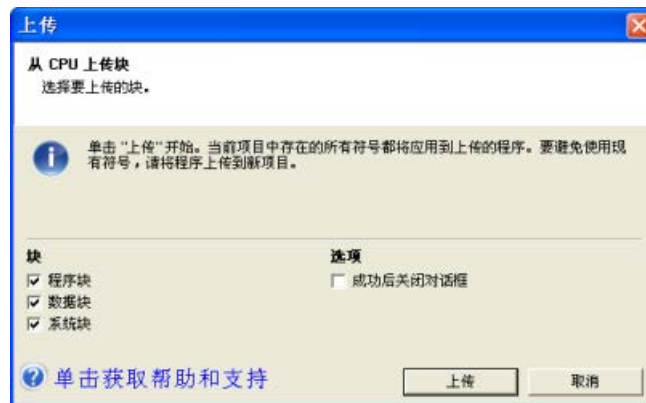 上传
从 CPU 上传块
选择要上传的块。
单击 "上传" 开始。当前项目中存在的所有符号都将应用到上传的程序。要避免使用现
有符号，请将程序上传到新项目。
块
选项
程序块
成功后关闭对话框
数据块
系统块
单击获取帮助和支持
上传
取消